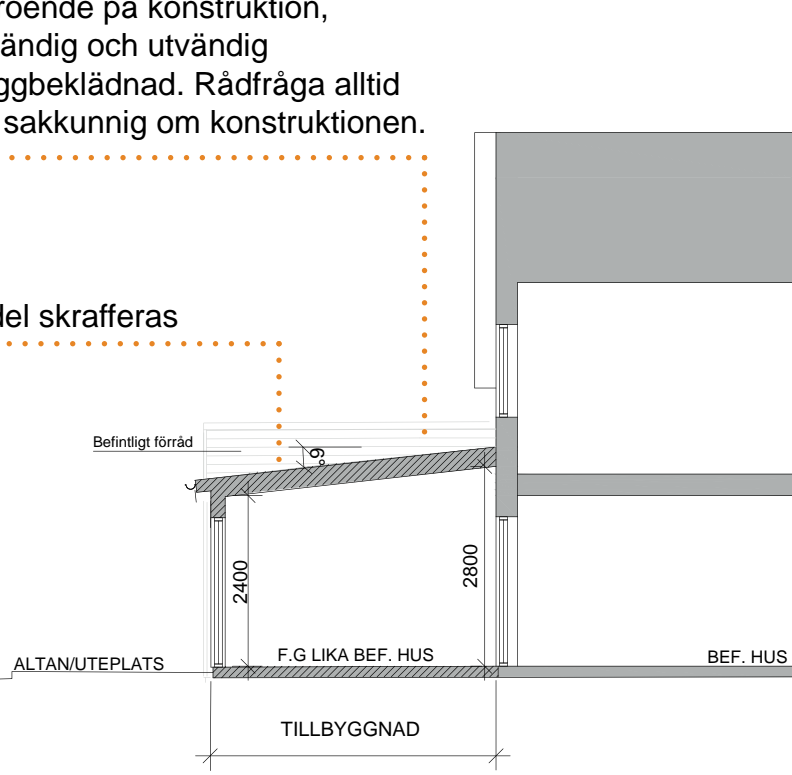 roende på konstruktion,
ändig och utvändig
ggbeklädnad. Rådfråga alltid
sakkunnig om konstruktionen.
del skrafferas
Befintligt förråd
6°
2400
2800
F.G LIKA BEF. HUS
ALTAN/UTEPLATS
BEF. HUS
TILLBYGGNAD